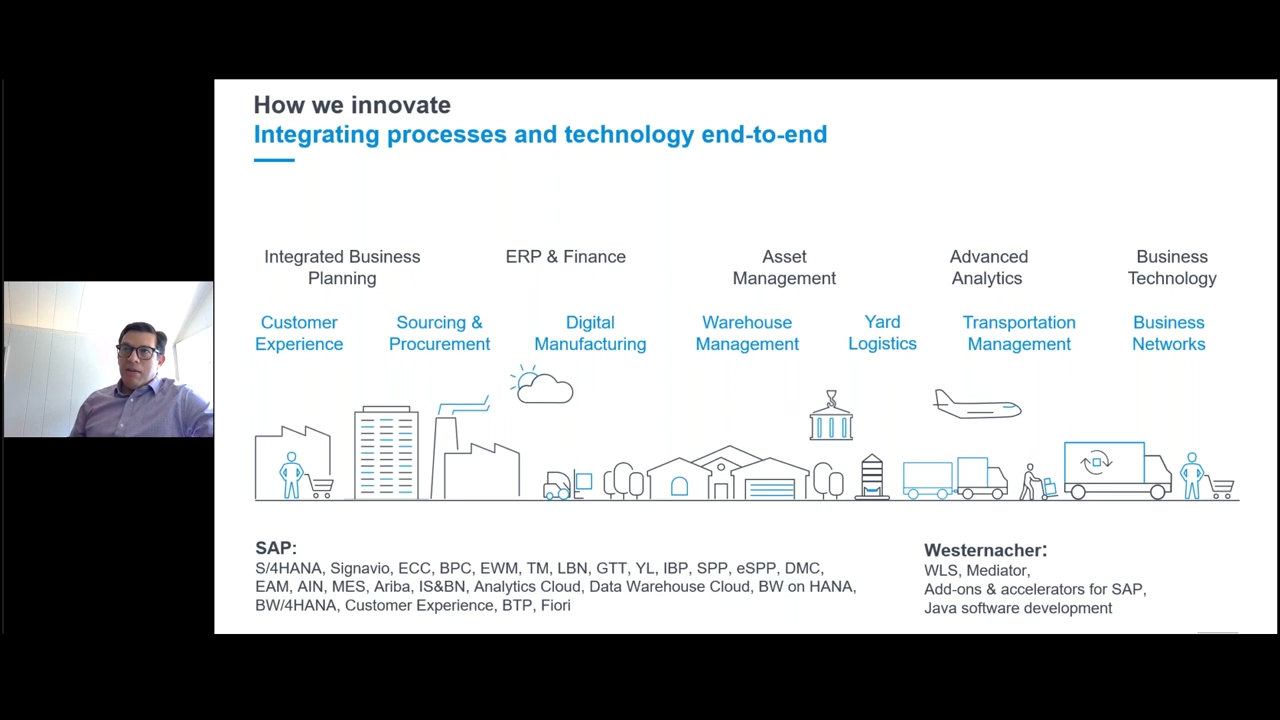 How we innovate
Integrating processes and technology end-to-end
Integrated Business
Planning
ERP & Finance
Asset
Management
Advanced
Analytics
Business
Technology
Customer
Experience
Sourcing &
Procurement
Digital
Manufacturing
Warehouse
Management
Yard
Logistics
Transportation
Management
Business
Networks
SAP:
S/4HANA, Signavio, ECC, BPC, EWM, TM, LBN, GTT, YL, IBP, SPP, eSPP, DMC,
EAM, AIN, MES, Ariba, IS&BN, Analytics Cloud, Data Warehouse Cloud, BW on HANA,
BW/4HANA, Customer Experience, BTP, Fiori
Westernacher:
WLS, Mediator,
Add-ons & accelerators for SAP,
Java software development